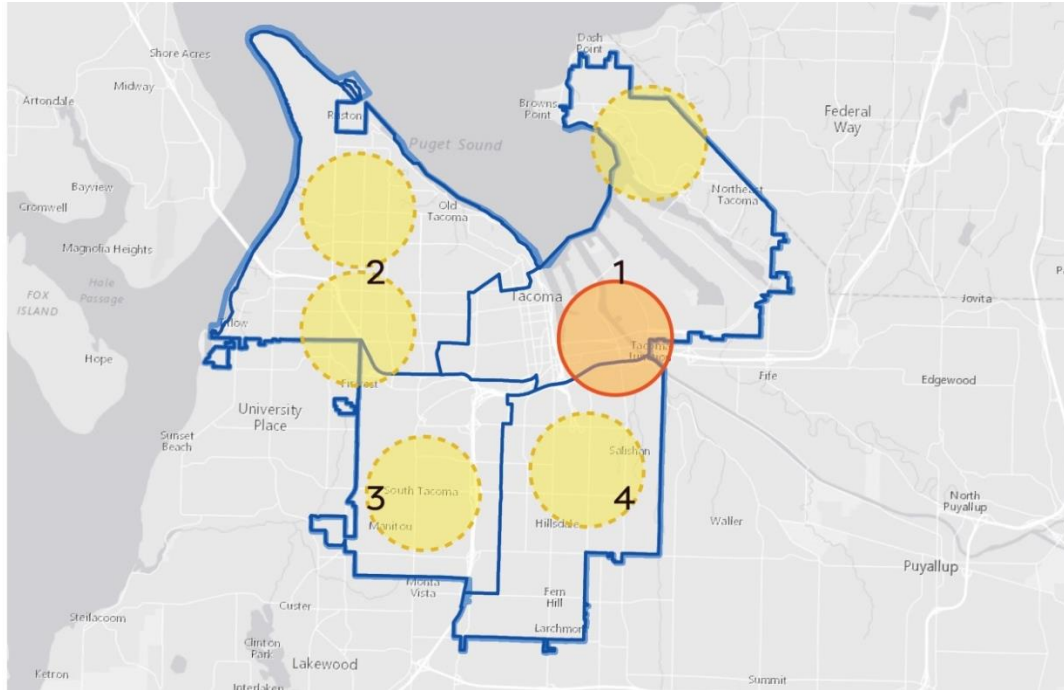 Dash
Point
Shore Acres
Midway
Artondale
Browns
Point
Federal
Way
Ruston
Puget Sound
Bayview
Northeast
Tacoma
Cromwell
Old
Tacoma
Magnolia Heights
2
1
Hale
Passage
FOX
ISLAND
Tacoma
Jovita
Hope
Fife
Edgewood
University
Place
Sunset
Beach
Salishan
3
South Tacoma
4
North
Puyallup
Manitou
Hillsdale
Waller
Puyallup
Monta
Vista
Fern
Hill
Custer
Steilacoom
Larchmont
Clinton
Park
Lakewood
Ketron
Interlaken
Summit